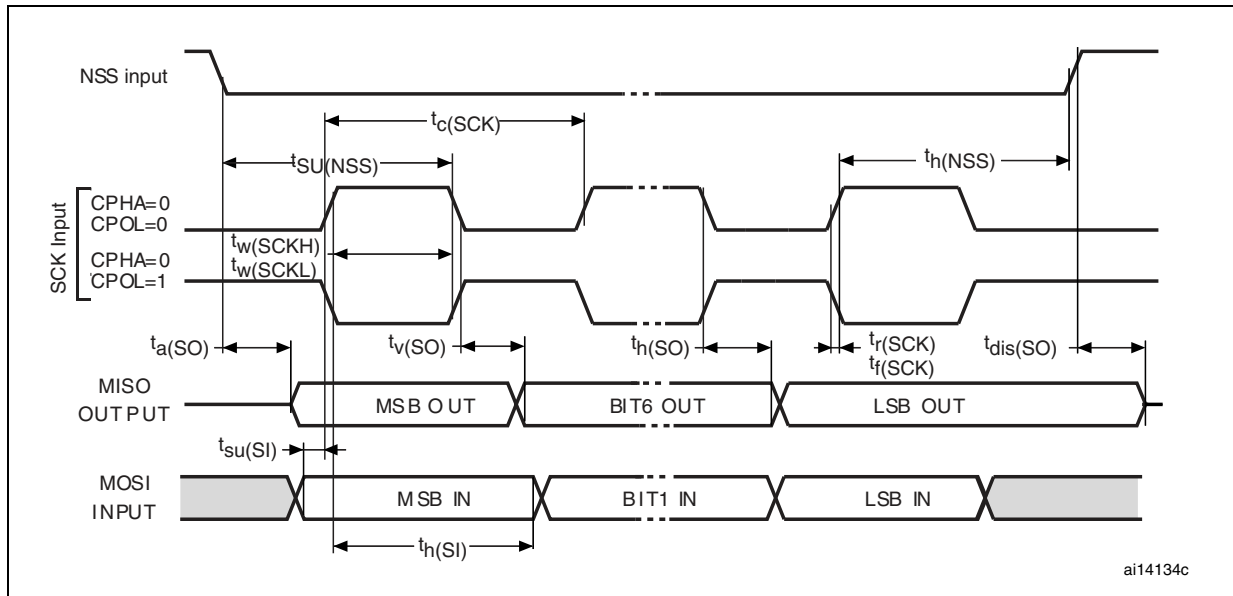 NSS input
tc(SCK)
tSU(NSS)
th(NSS)
SCK Input
CPHA=0
CPOL=0
tw(SCKH)
CPHA=0
tw(SCKL)
CPOL=1
ta(SO)
tv(SO)
th(SO)
tr(SCK)
tf(SCK)
tdis(SO)
MISO
OUTPUT
MSB OUT
BIT6 OUT
LSB OUT
tsu(SI)
MOSI
INPUT
MSB IN
BIT1 IN
LSB IN
th(SI)
ai14134c